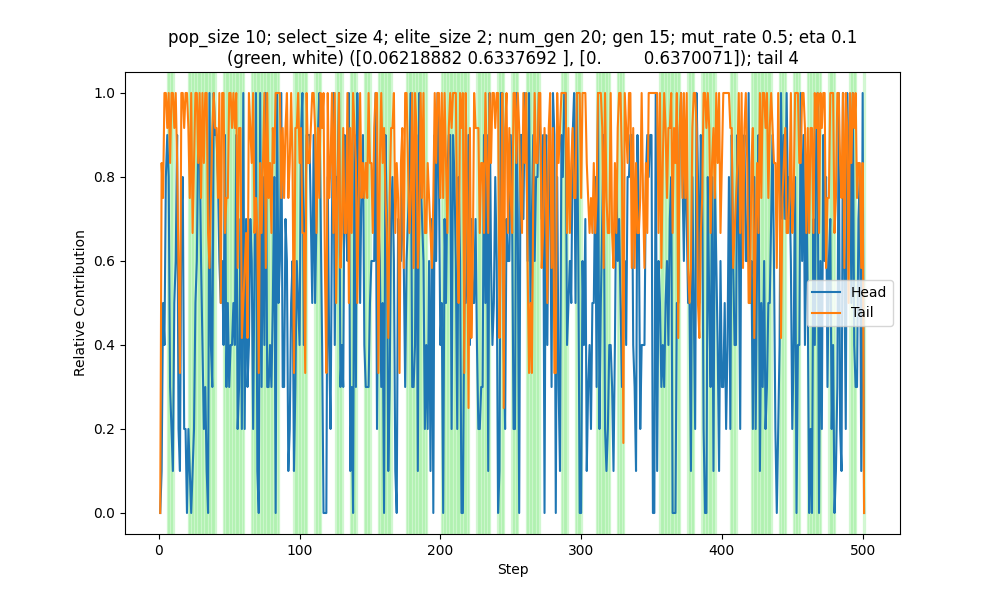 pop_size 10; select_size 4; elite_size 2; num_gen 20; gen 15; mut_rate 0.5; eta 0.1
(green, white) ([0.06218882 0.6337692 ], [0. 0.6370071]); tail 4
1.0
0.8
0.6
0.4
0.2
0.0
Relative Contribution
Head
Tail
0 100 200 300 400 500
Step